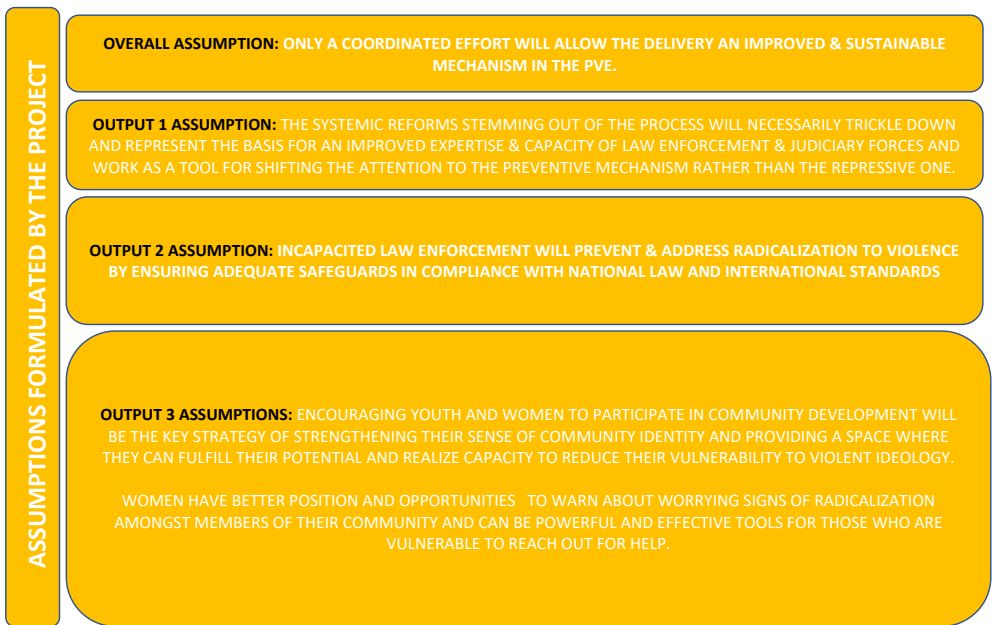 ASSUMPTIONS FORMULATED BY THE PROJECT
OVERALL ASSUMPTION: ONLY A COORDINATED EFFORT WILL ALLOW THE DELIVERY AN IMPROVED & SUSTAINABLE
MECHANISM IN THE PVE.
OUTPUT 1 ASSUMPTION: THE SYSTEMIC REFORMS STEMMING OUT OF THE PROCESS WILL NECESSARILY TRICKLE DOWN
AND REPRESENT THE BASIS FOR AN IMPROVED EXPERTISE & CAPACITY OF LAW ENFORCEMENT & JUDICIARY FORCES AND
WORK AS A TOOL FOR SHIFTING THE ATTENTION TO THE PREVENTIVE MECHANISM RATHER THAN THE REPRESSIVE ONE.
OUTPUT 2 ASSUMPTION: INCAPACITED LAW ENFORCEMENT WILL PREVENT & ADDRESS RADICALIZATION TO VIOLENCE
BY ENSURING ADEQUATE SAFEGUARDS IN COMPLIANCE WITH NATIONAL LAW AND INTERNATIONAL STANDARDS
OUTPUT 3 ASSUMPTIONS: ENCOURAGING YOUTH AND WOMEN TO PARTICIPATE IN COMMUNITY DEVELOPMENT WILL
BE THE KEY STRATEGY OF STRENGTHENING THEIR SENSE OF COMMUNITY IDENTITY AND PROVIDING A SPACE WHERE
THEY CAN FULFILL THEIR POTENTIAL AND REALIZE CAPACITY TO REDUCE THEIR VULNERABILITY TO VIOLENT IDEOLOGY.
WOMEN HAVE BETTER POSITION AND OPPORTUNITIES TO WARN ABOUT WORRYING SIGNS OF RADICALIZATION
AMONGST MEMBERS OF THEIR COMMUNITY AND CAN BE POWERFUL AND EFFECTIVE TOOLS FOR THOSE WHO ARE
VULNERABLE TO REACH OUT FOR HELP.